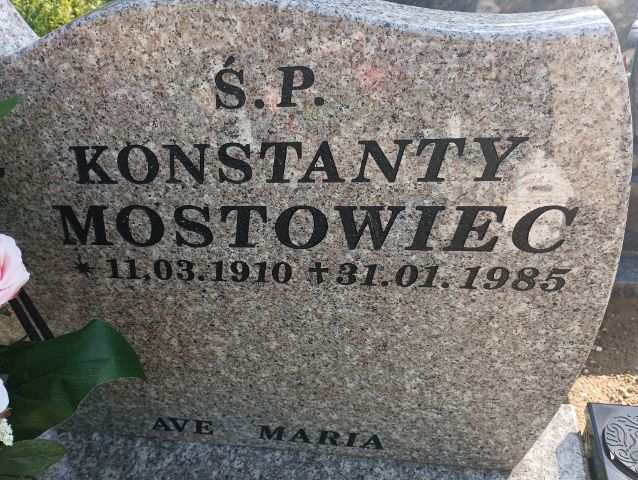 Ś.P.
KONSTANTY
MOSTOWIEC
* 11.03.1910 † 31.01.1985
AVE MARIA